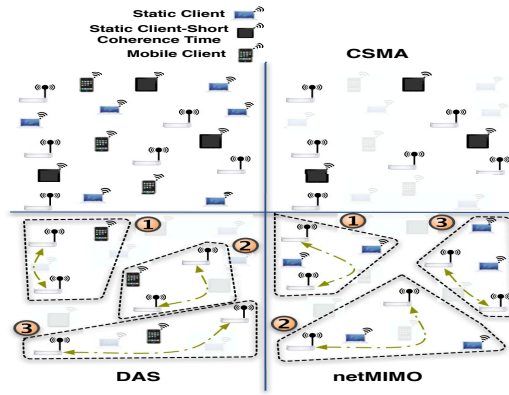 Static Client
Static Client-Short
Coherence Time
Mobile Client
CSMA
1
2
3
1
3
2
DAS
netMIMO